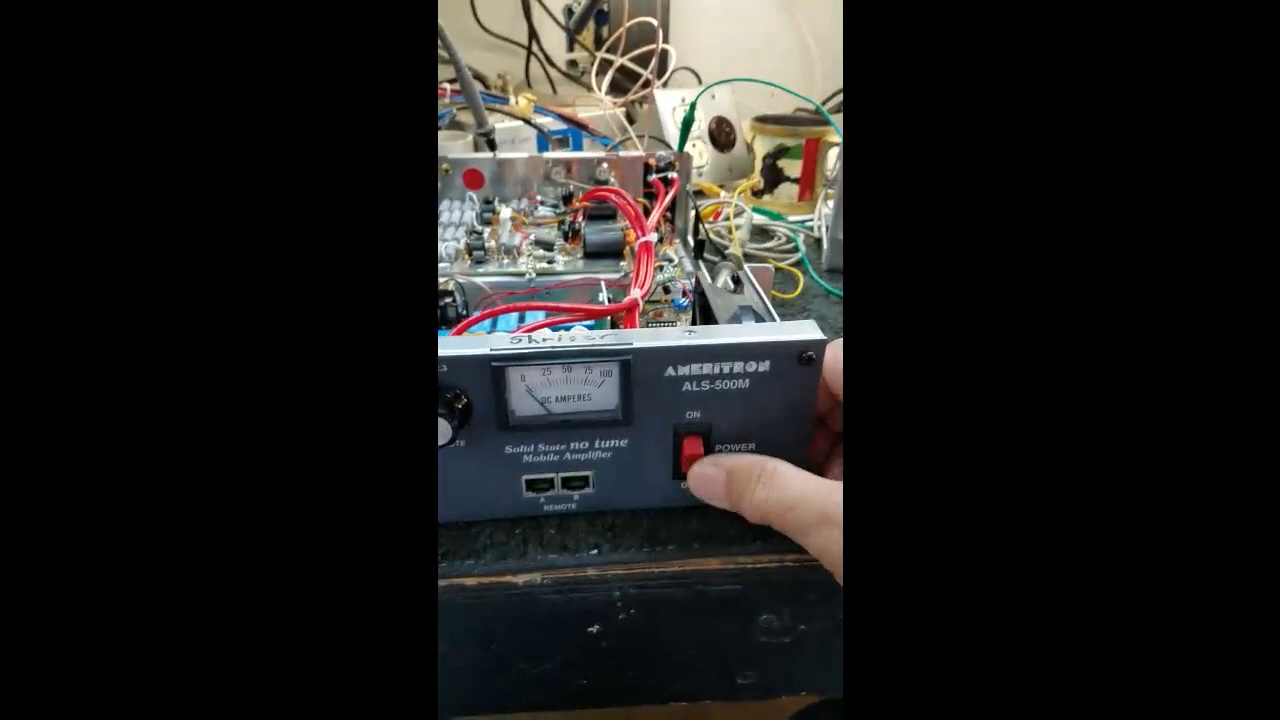 Shriver
AMERITRON
ALS-500M
0 25 50 75 100
DC AMPERES
ON
POWER
Solid State no tune
Mobile Amplifier
A B
REMOTE